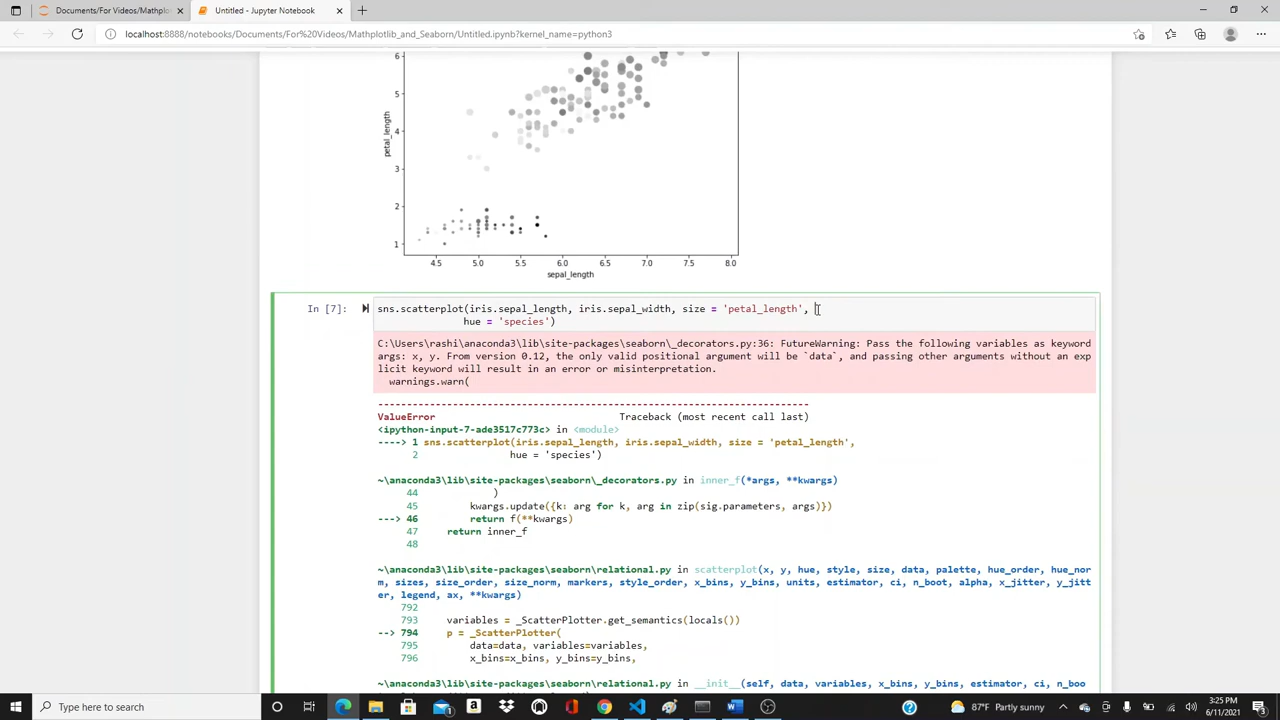 Documents/For Videos/Mathplotl
Untitled - Jupyter Notebook
localhost:8888/notebooks/Documents/For%20Videos/Mathplotlib_and_Seaborn/Untitled.ipynb?kernel_name=python3
6
5
4
3
2
1
petal_length
4.5 5.0 5.5 6.0 6.5 7.0 7.5 8.0
sepal_length
In [7]: sns.scatterplot(iris.sepal_length, iris.sepal_width, size = 'petal_length',
hue = 'species')
C:\Users\rashi\anaconda3\lib\site-packages\seaborn\_decorators.py:36: FutureWarning: Pass the following variables as keyword
args: x, y. From version 0.12, the only valid positional argument will be `data`, and passing other arguments without an exp
licit keyword will result in an error or misinterpretation.
warnings.warn(
---------------------------------------------------------------------------
ValueError Traceback (most recent call last)
<ipython-input-7-ade3517c773c> in <module>
----> 1 sns.scatterplot(iris.sepal_length, iris.sepal_width, size = 'petal_length',
2 hue = 'species')
~\anaconda3\lib\site-packages\seaborn\_decorators.py in inner_f(*args, **kwargs)
44 )
45 kwargs.update({k: arg for k, arg in zip(sig.parameters, args)})
---> 46 return f(**kwargs)
47 return inner_f
48
~\anaconda3\lib\site-packages\seaborn\relational.py in scatterplot(x, y, hue, style, size, data, palette, hue_order, hue_nor
m, sizes, size_order, size_norm, markers, style_order, x_bins, y_bins, units, estimator, ci, n_boot, alpha, x_jitter, y_jitt
er, legend, ax, **kwargs)
792
793 variables = _ScatterPlotter.get_semantics(locals())
--> 794 p = _ScatterPlotter(
795 data=data, variables=variables,
796 x_bins=x_bins, y_bins=y_bins,
~\anaconda3\lib\site-packages\seaborn\relational.py in __init__(self, data, variables, x_bins, y_bins, estimator, ci, n_boo
Type here to search
87°F Partly sunny
3:25 PM
6/11/2021